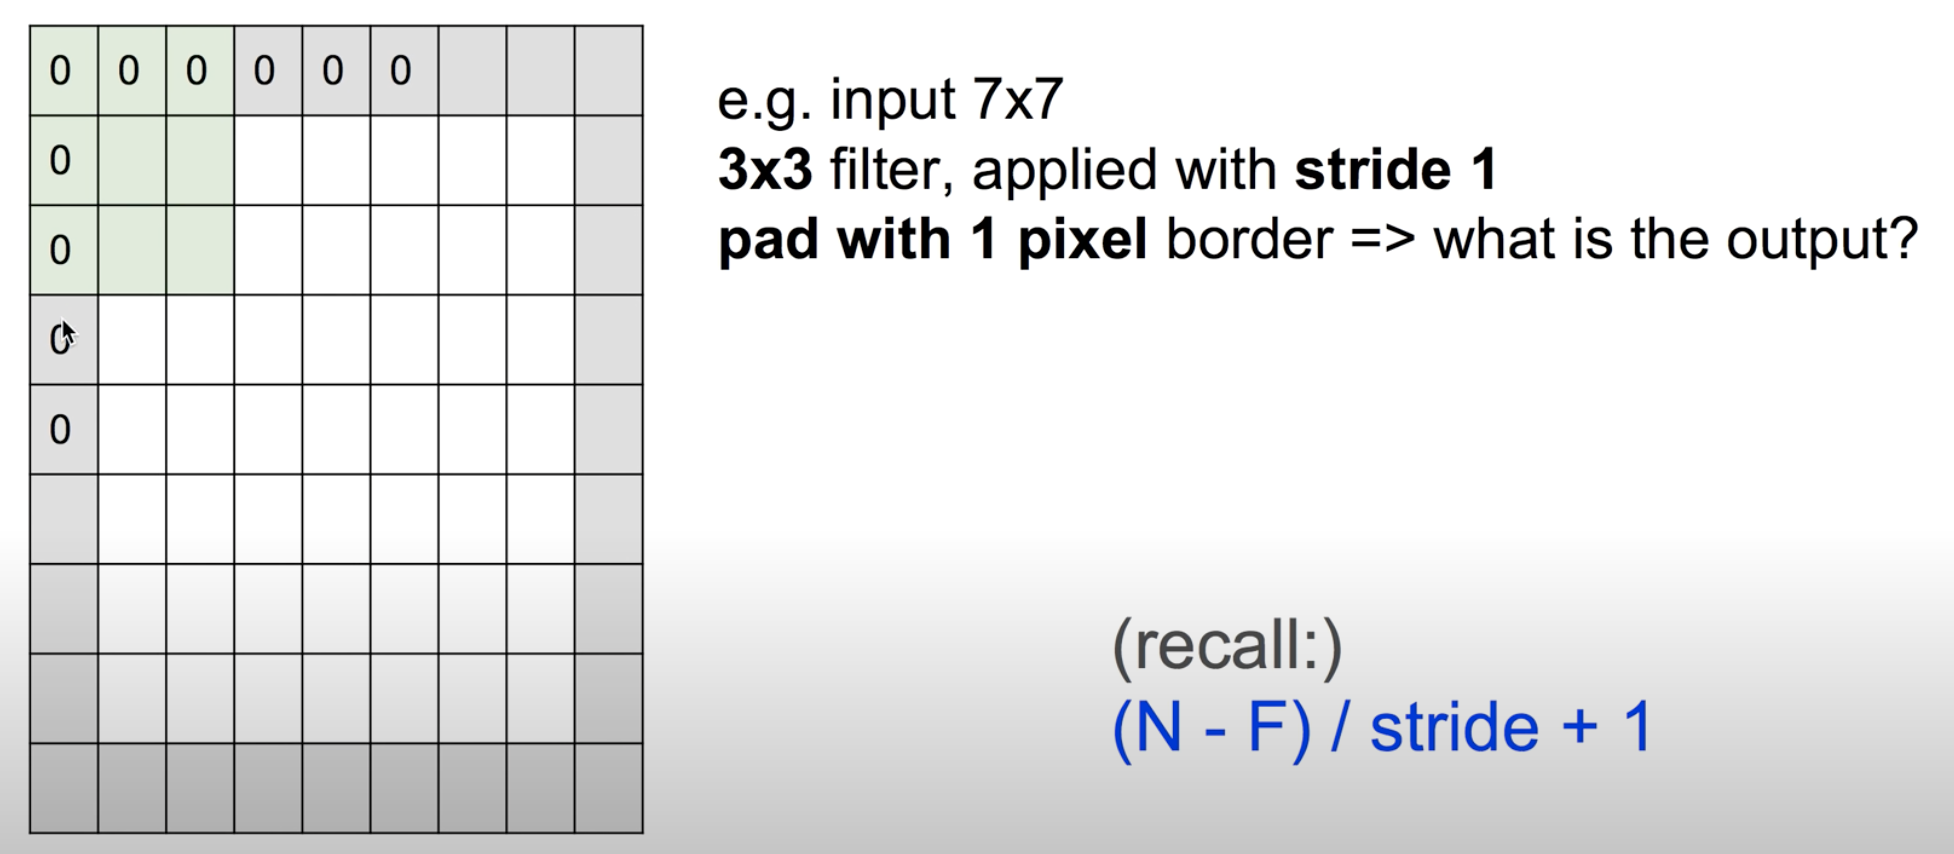 0 0 0 0 0 0
e.g. input 7x7
0
3x3 filter, applied with stride 1
0
pad with 1 pixel border => what is the output?
0
0
(recall:)
(N - F) / stride + 1